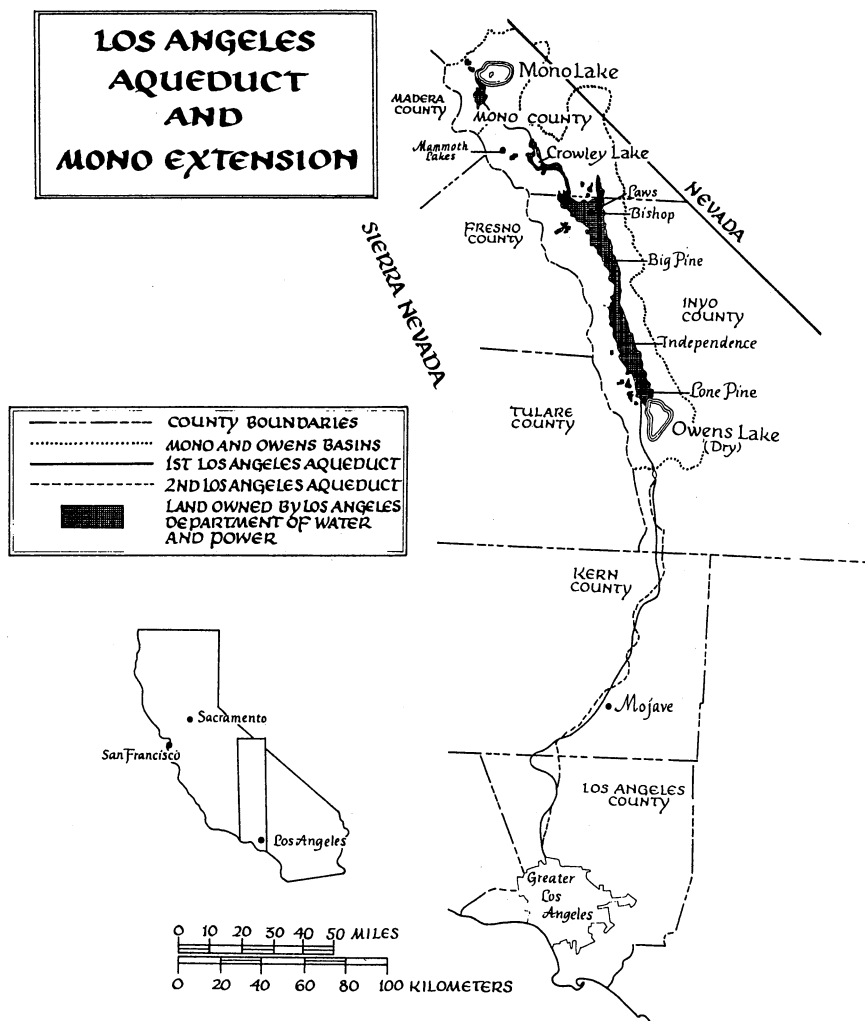 LOS ANGELES
AQUEDUCT
AND
MONO EXTENSION
Mono Lake
MADERA
COUNTY
MONO COUNTY
Mammoth
Lakes
Crowley Lake
Laws
Bishop
NEVADA
FRESNO
COUNTY
SIERRA NEVADA
Big Pine
INYO
COUNTY
Independence
Lone Pine
TULARE
COUNTY
Owens Lake
(Dry)
COUNTY BOUNDARIES
MONO AND OWENS BASINS
1ST LOS ANGELES AQUEDUCT
2ND LOS ANGELES AQUEDUCT
LAND OWNED BY LOS ANGELES
DEPARTMENT OF WATER
AND POWER
KERN
COUNTY
Sacramento
San Francisco
Los Angeles
Mojave
LOS ANGELES
COUNTY
Greater
Los
Angeles
0 10 20 30 40 50 MILES
0 20 40 60 80 100 KILOMETERS